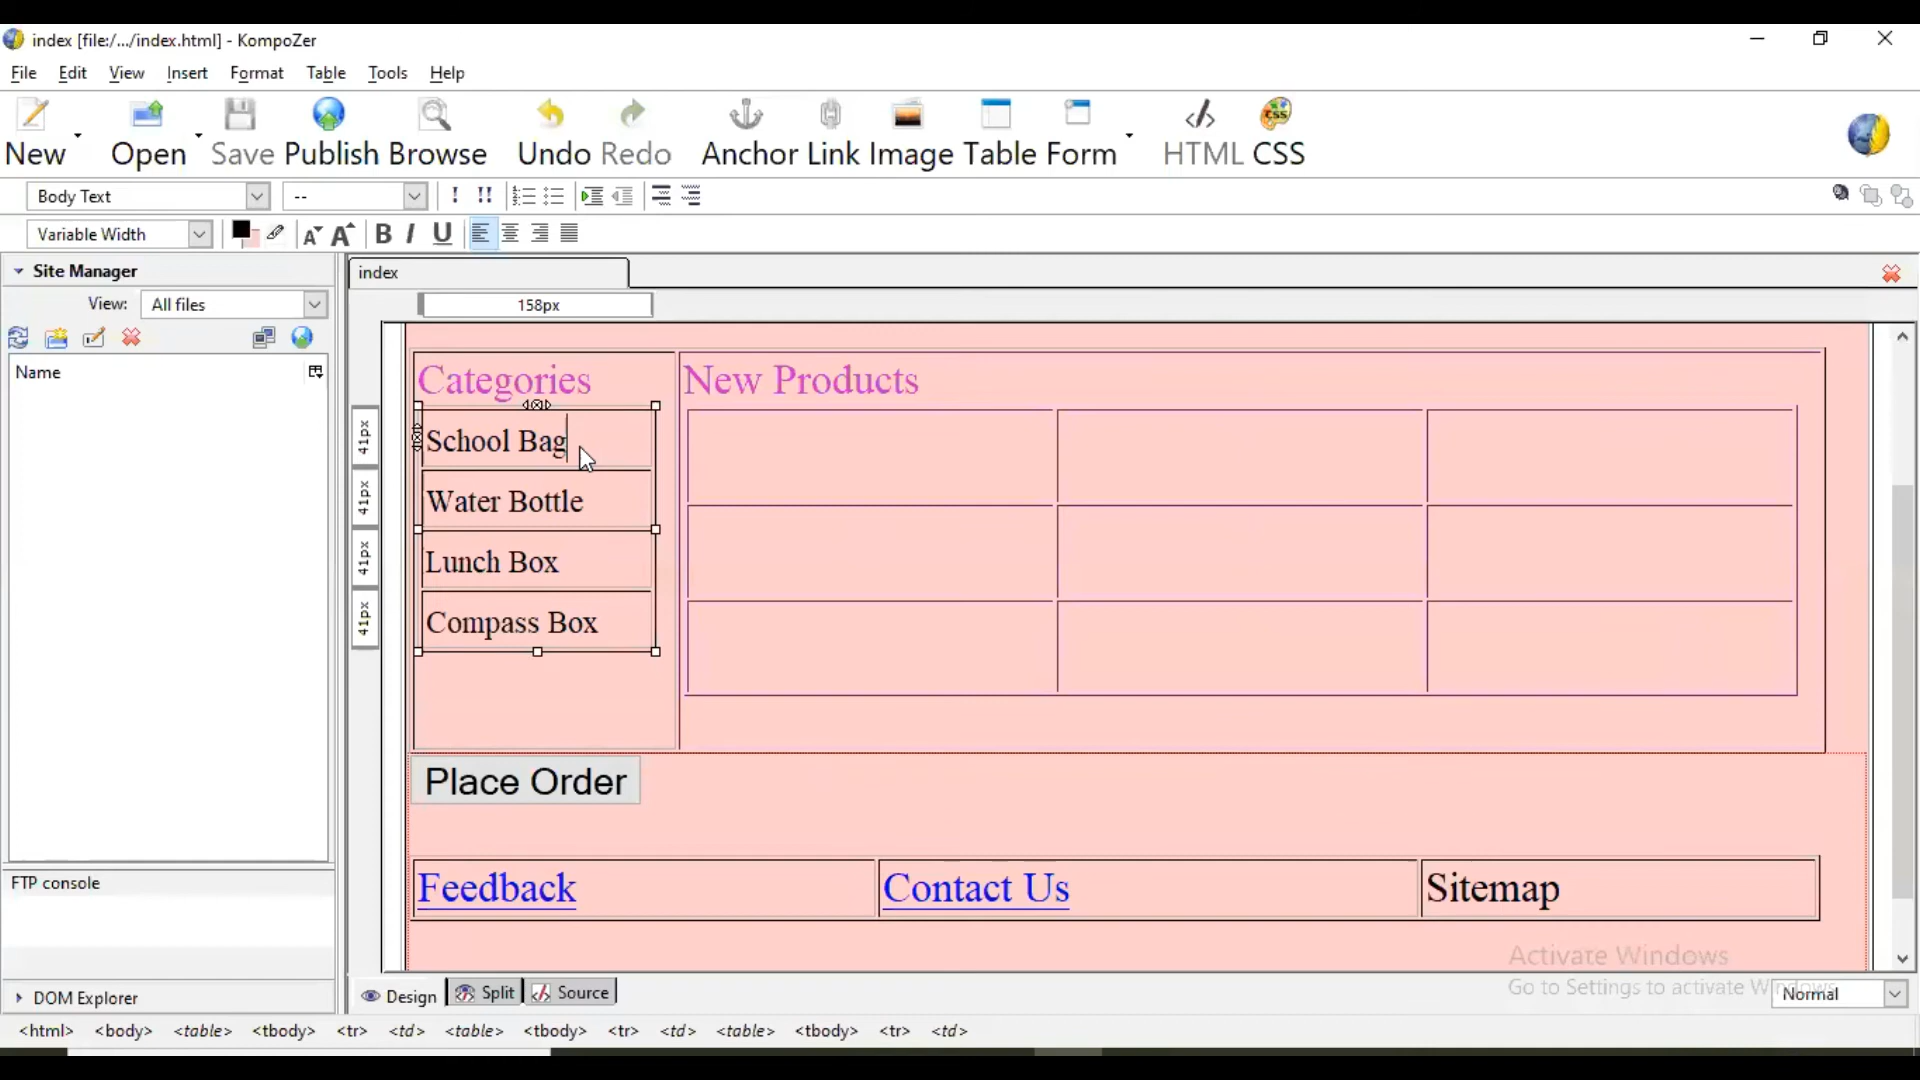 index [file:/.../index.html] - KompoZer
File Edit View Insert Format Table Tools Help
New Open Save Publish Browse Undo Redo Anchor Link Image Table Form HTML CSS
Body Text -- ! !!
Variable Width A A B I U
Site Manager
index
View: All files
158px
Name
Categories New Products
41px School Bag
41px Water Bottle
41px Lunch Box
41px Compass Box
Place Order
Feedback Contact Us Sitemap
FTP console
Activate Windows
Go to Settings to activate Windows.
DOM Explorer
Design Split Source Normal
<html> <body> <table> <tbody> <tr> <td> <table> <tbody> <tr> <td> <table> <tbody> <tr> <td>